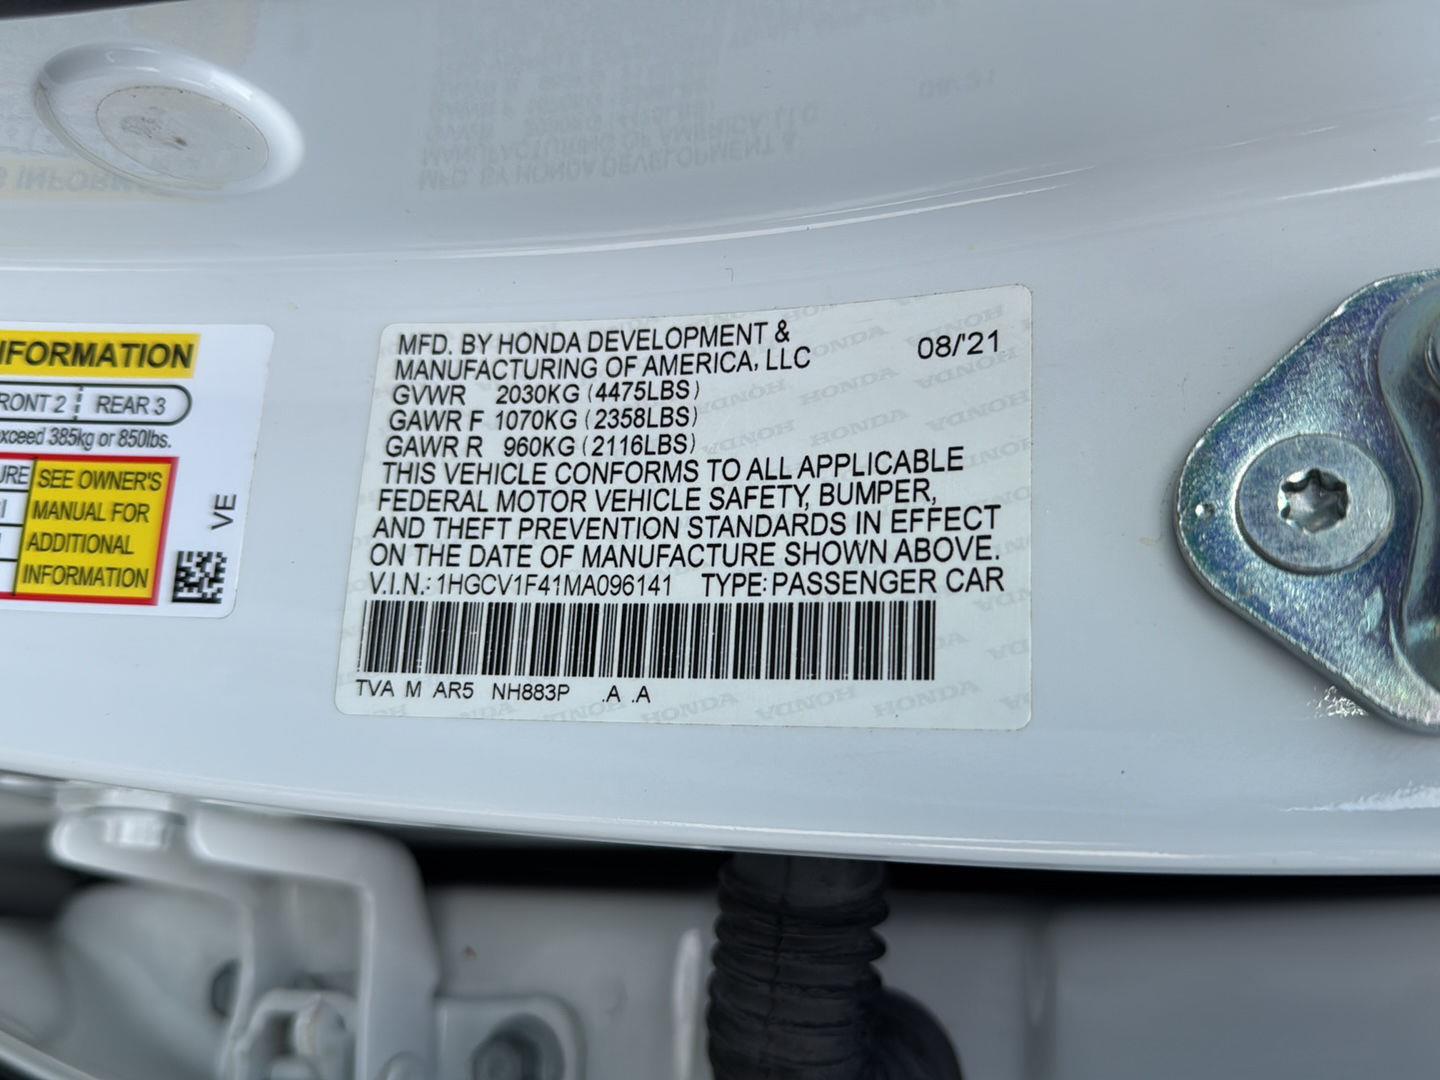 NFORMATION
RONT 2 REAR 3
xceed 385kg or 850lbs.
URE
SEE OWNER'S
MANUAL FOR
ADDITIONAL
INFORMATION
VE
MFD. BY HONDA DEVELOPMENT &
MANUFACTURING OF AMERICA, LLC
08/'21
GVWR 2030KG (4475LBS)
GAWR F 1070KG (2358LBS)
GAWR R 960KG (2116LBS)
THIS VEHICLE CONFORMS TO ALL APPLICABLE
FEDERAL MOTOR VEHICLE SAFETY, BUMPER,
AND THEFT PREVENTION STANDARDS IN EFFECT
ON THE DATE OF MANUFACTURE SHOWN ABOVE.
V.I.N.: 1HGCV1F41MA096141 TYPE: PASSENGER CAR
TVA M AR5 NH883P .A .A